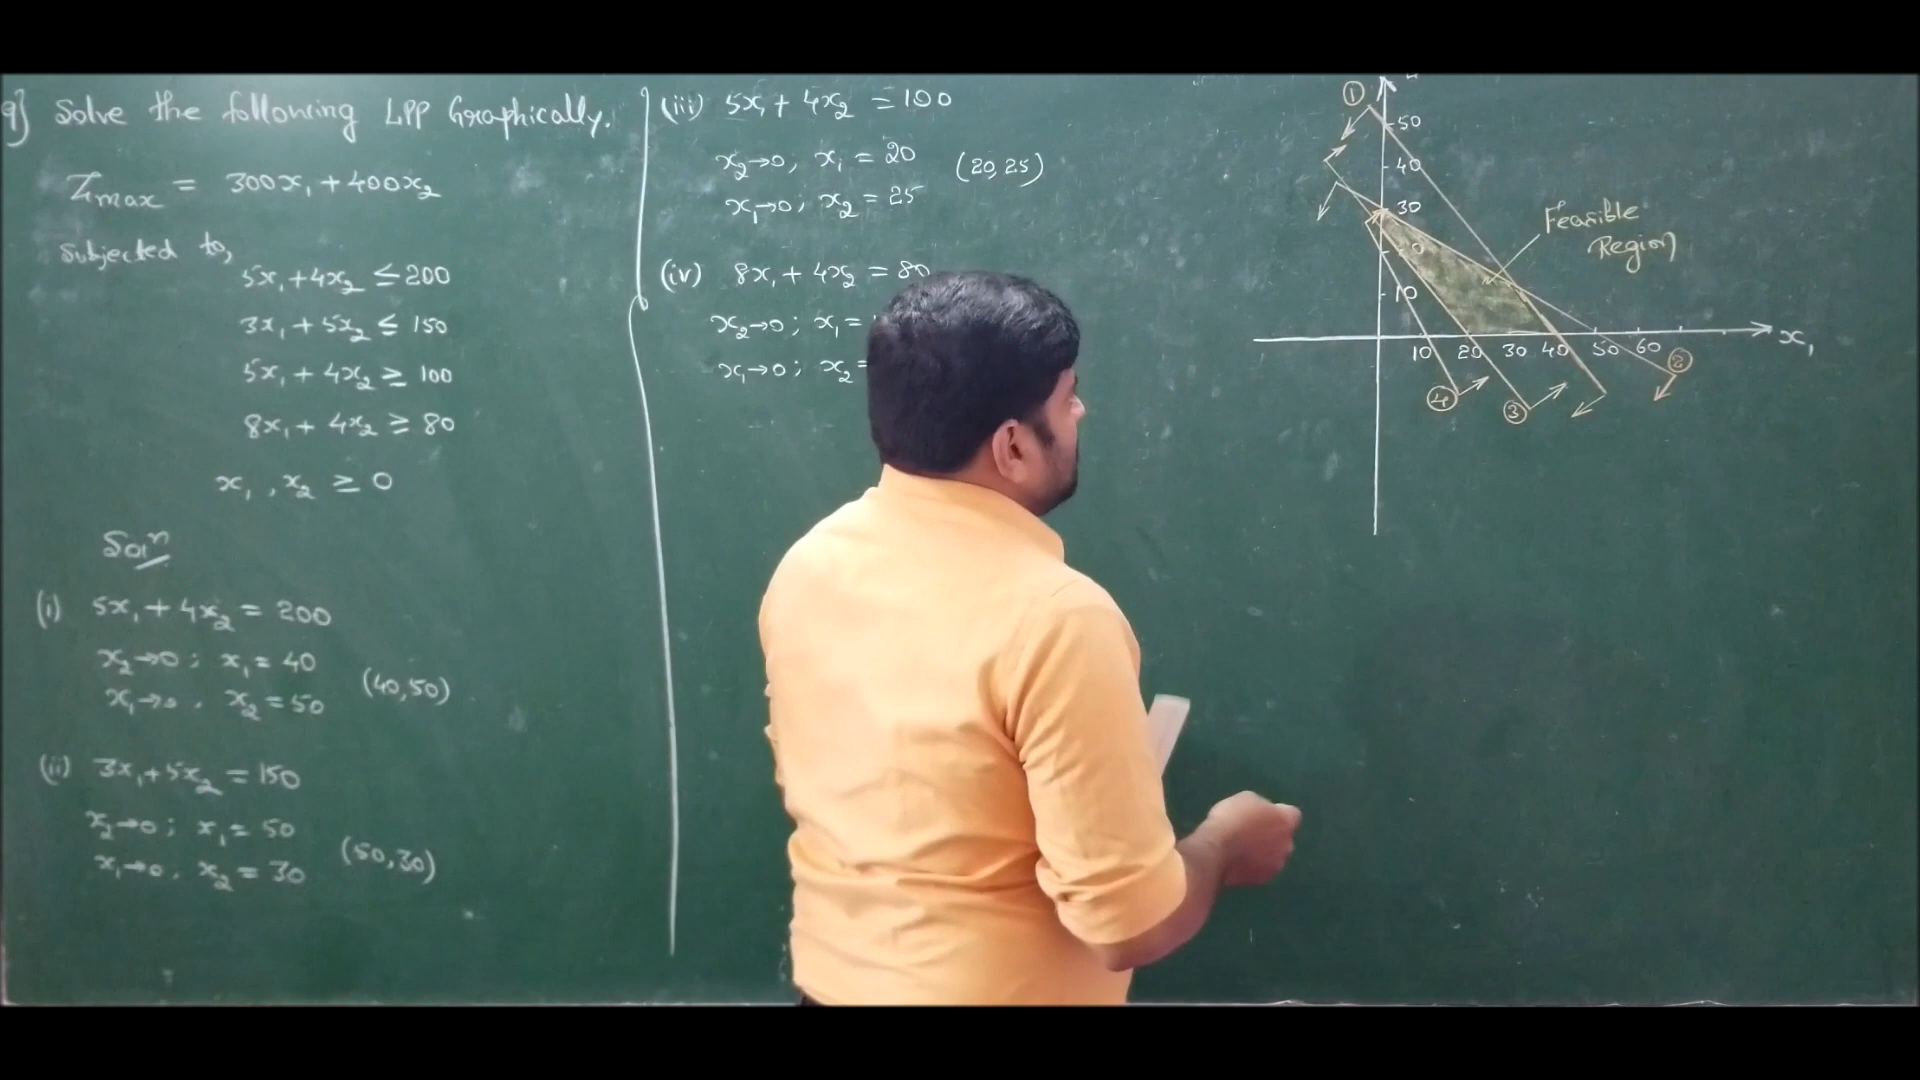 9] Solve the following LPP Graphically.
Zmax = 300x₁ + 400x₂
Subjected to,
5x₁ + 4x₂ ≤ 200
3x₁ + 5x₂ ≤ 150
5x₁ + 4x₂ ≥ 100
8x₁ + 4x₂ ≥ 80
x₁, x₂ ≥ 0
Solⁿ
(i) 5x₁ + 4x₂ = 200
x₂→0 ; x₁ = 40
x₁→0 , x₂ = 50 (40,50)
(ii) 3x₁ + 5x₂ = 150
x₂→0 ; x₁ = 50
x₁→0 , x₂ = 30 (50,30)
(iii) 5x₁ + 4x₂ = 100
x₂→0, x₁ = 20 (20,25)
x₁→0 ; x₂ = 25
(iv) 8x₁ + 4x₂ = 80
x₂→0 ; x₁ =
x₁→0 ; x₂ =
①
50
40
30
10
Feasible
Region
10 20 30 40 50 60 x₁
②
④ ③